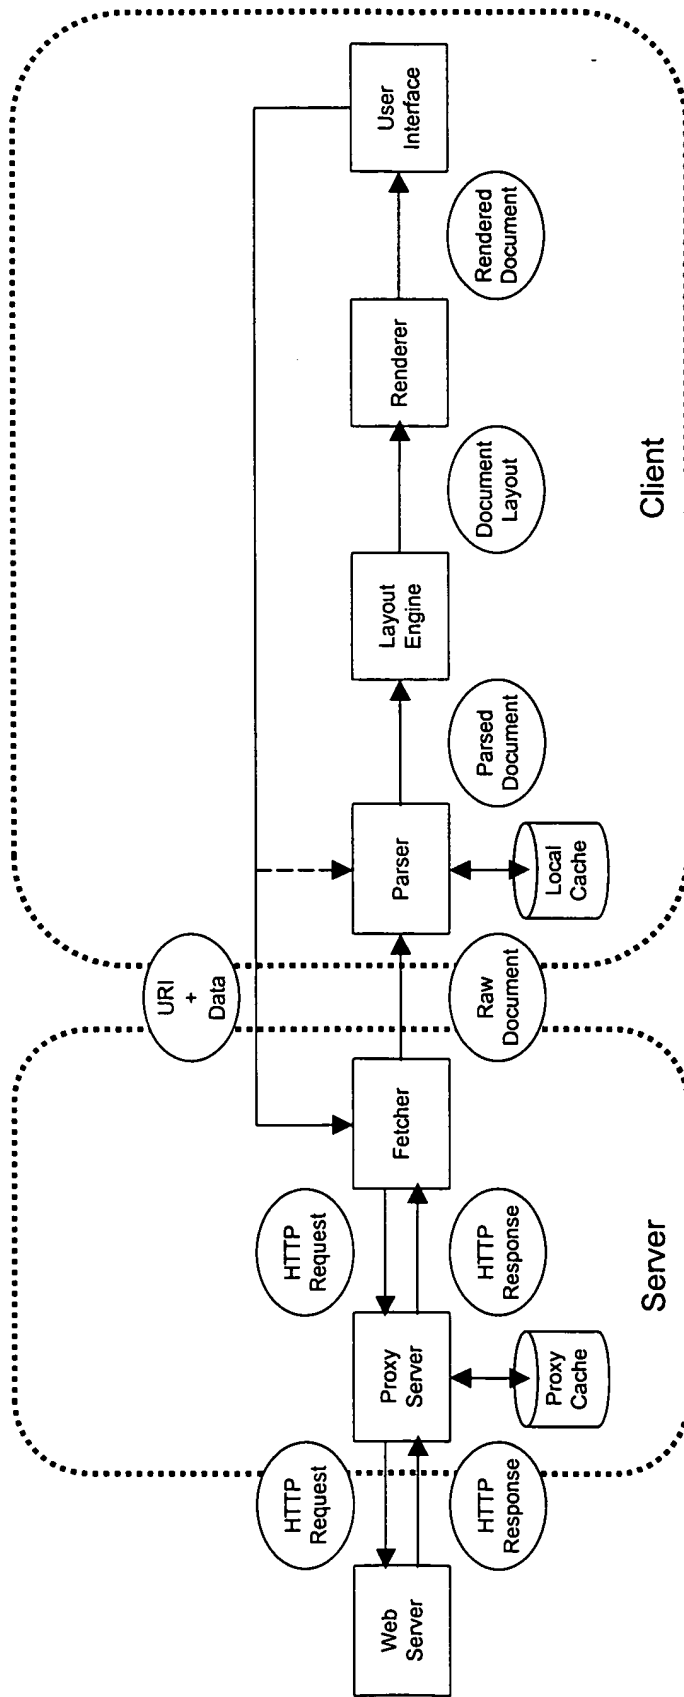 URI
+
Data
HTTP
Request
HTTP
Request
Web
Server
Proxy
Server
Fetcher
Parser
Layout
Engine
Renderer
User
Interface
HTTP
Response
HTTP
Response
Raw
Document
Parsed
Document
Document
Layout
Rendered
Document
Proxy
Cache
Local
Cache
Server
Client